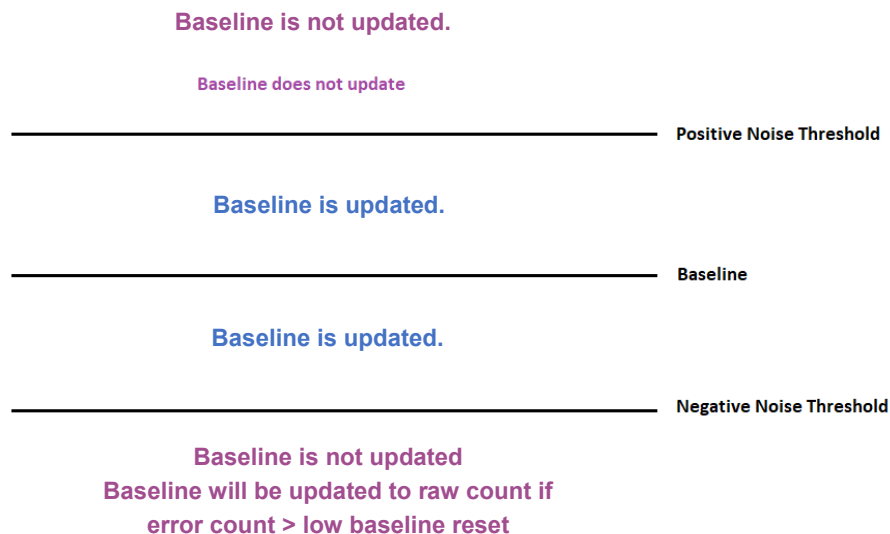 Baseline is not updated.
Baseline does not update
Positive Noise Threshold
Baseline is updated.
Baseline
Baseline is updated.
Negative Noise Threshold
Baseline is not updated
Baseline will be updated to raw count if
error count > low baseline reset